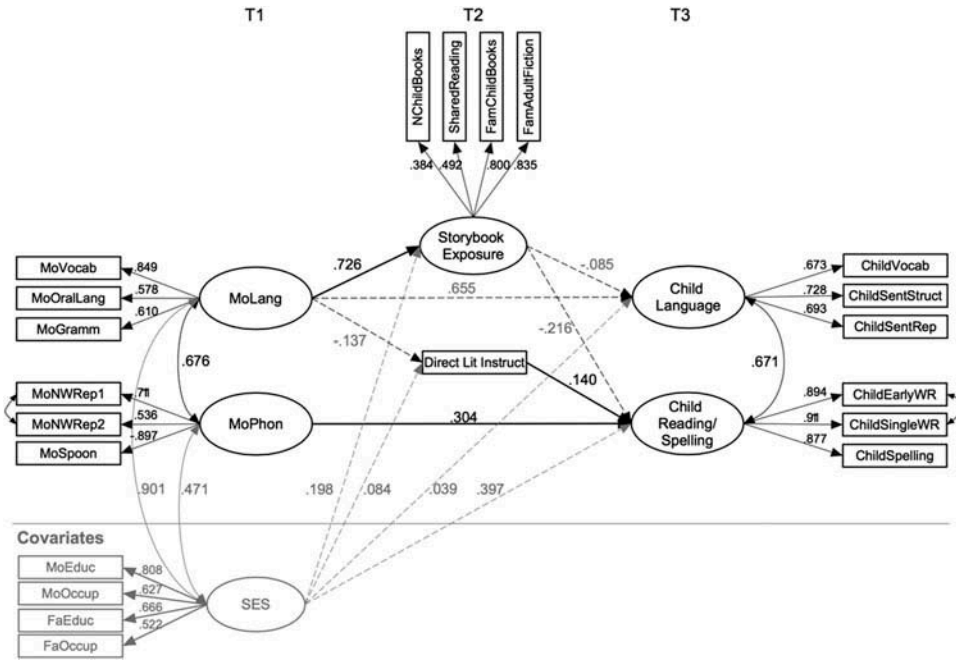 T1 T2 T3
NChildBooks
SharedReading
FamChildBooks
FamAdultFiction
.384 .492 .800 .835
Storybook
Exposure
MoVocab
MoOralLang
MoGramm
.849
.578
.610
MoLang
.726
-.085
.655
-.137
-.216
Child
Language
.673
.728
.693
ChildVocab
ChildSentStruct
ChildSentRep
.676
Direct Lit Instruct
.140
.671
MoNWRep1
MoNWRep2
MoSpoon
.711
.536
-.897
MoPhon
.304
Child
Reading/
Spelling
.894
.911
.877
ChildEarlyWR
ChildSingleWR
ChildSpelling
.901 .471 .198 .084 .039 .397
Covariates
MoEduc
MoOccup
FaEduc
FaOccup
.808
.627
.666
.522
SES